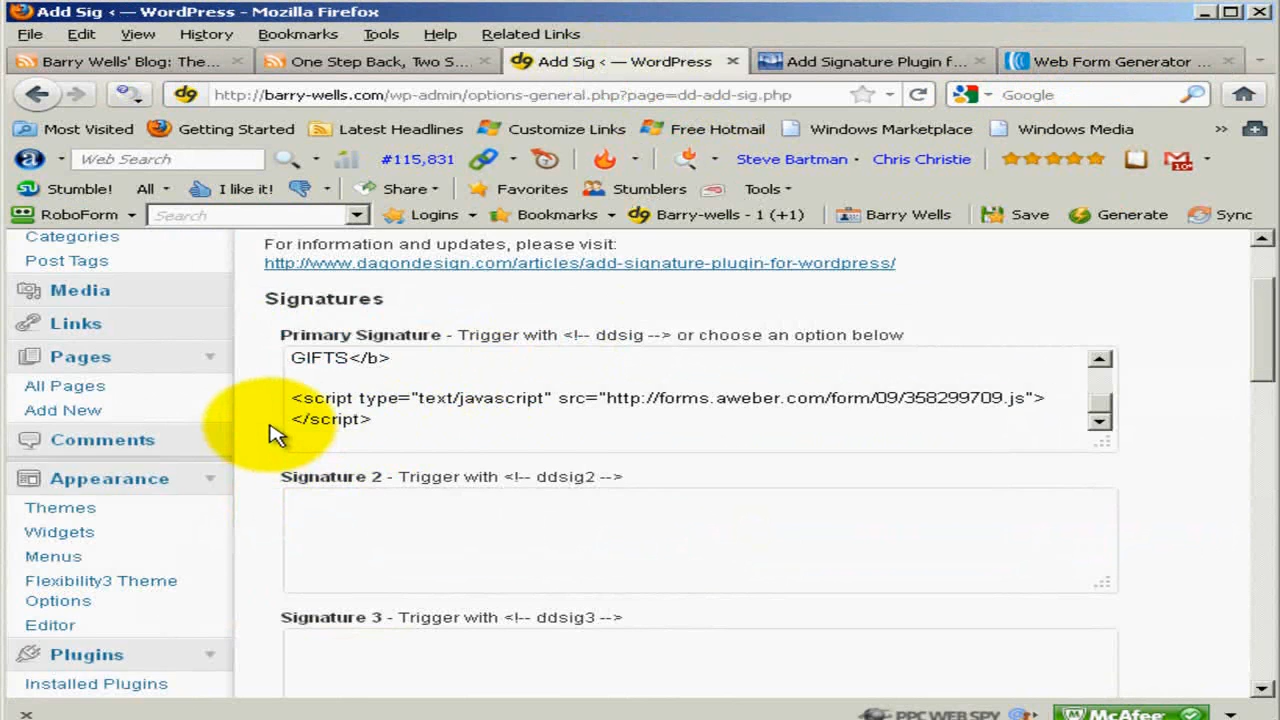 Add Sig < — WordPress - Mozilla Firefox
File Edit View History Bookmarks Tools Help Related Links
Barry Wells' Blog: The... One Step Back, Two S... Add Sig < — WordPress Add Signature Plugin f... Web Form Generator ...
http://barry-wells.com/wp-admin/options-general.php?page=dd-add-sig.php Google
Most Visited Getting Started Latest Headlines Customize Links Free Hotmail Windows Marketplace Windows Media »
a Web Search #115,831 Steve Bartman Chris Christie
Stumble! All I like it! Share Favorites Stumblers Tools
RoboForm Search Logins Bookmarks Barry-wells - 1 (+1) Barry Wells Save Generate Sync
Categories
Post Tags
Media
Links
Pages
All Pages
Add New
Comments
Appearance
Themes
Widgets
Menus
Flexibility3 Theme
Options
Editor
Plugins
Installed Plugins
For information and updates, please visit:
http://www.dagondesign.com/articles/add-signature-plugin-for-wordpress/
Signatures
Primary Signature - Trigger with <!-- ddsig --> or choose an option below
GIFTS</b>
<script type="text/javascript" src="http://forms.aweber.com/form/09/358299709.js">
</script>
Signature 2 - Trigger with <!-- ddsig2 -->
Signature 3 - Trigger with <!-- ddsig3 -->
PPC WEB SPY McAfee